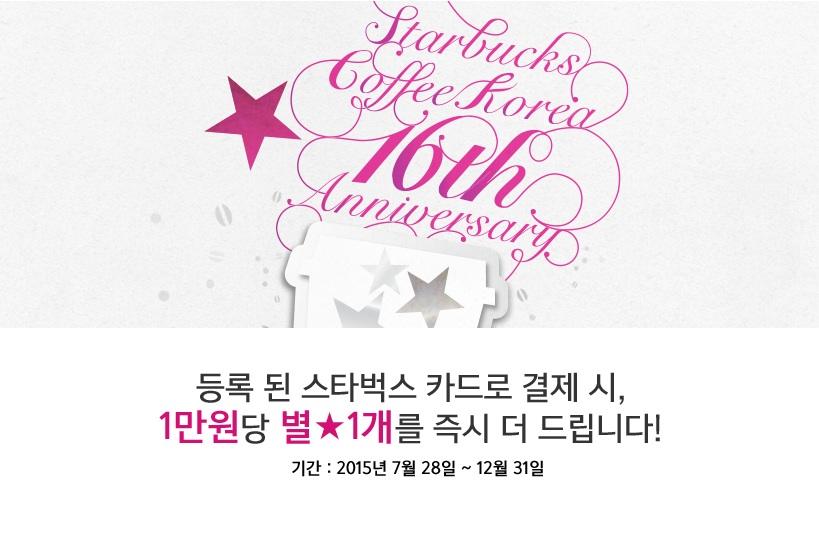 Starbucks
Coffee Korea
16th
Anniversary
등록 된 스타벅스 카드로 결제 시,
1만원당 별★1개를 즉시 더 드립니다!
기간 : 2015년 7월 28일 ~ 12월 31일